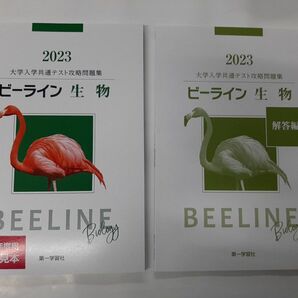 2023
大学入学共通テスト攻略問題集
ビーライン 生物
BEELINE
Biology
見本
第一学習社
2023
大学入学共通テスト攻略問題集
ビーライン 生物
解答編
BEELINE
Biology
第一学習社